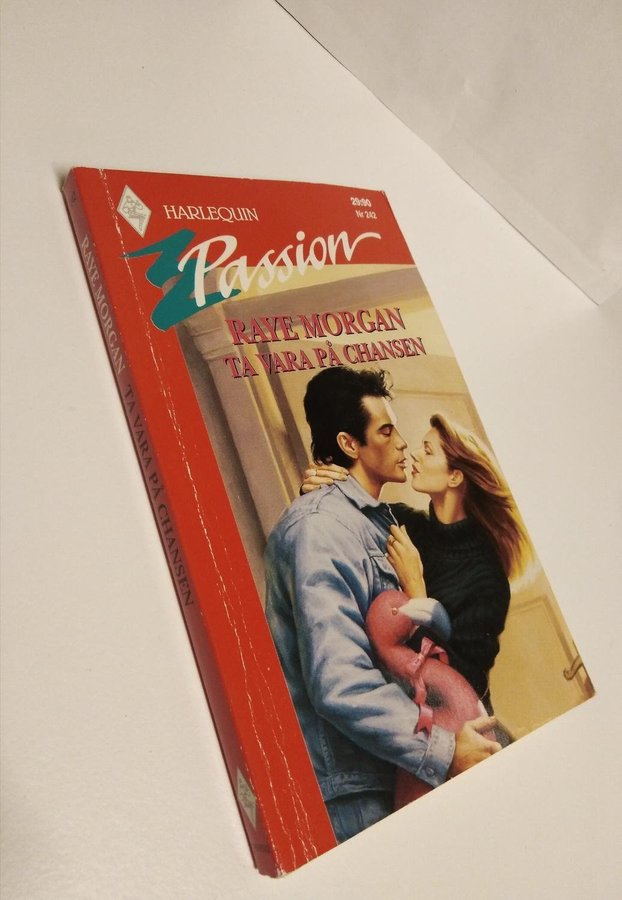 HARLEQUIN
29:90
Nr 242
Passion
RAYE MORGAN
TA VARA PÅ CHANSEN
RAYE MORGAN TA VARA PÅ CHANSEN